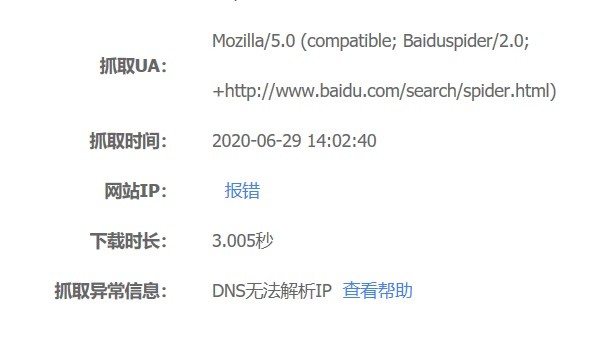 Mozilla/5.0 (compatible; Baiduspider/2.0;
抓取UA：
+http://www.baidu.com/search/spider.html)
抓取时间： 2020-06-29 14:02:40
网站IP： 报错
下载时长： 3.005秒
抓取异常信息： DNS无法解析IP 查看帮助